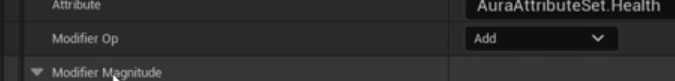 Attribute AuraAttributeSet.Health
Modifier Op Add
Modifier Magnitude